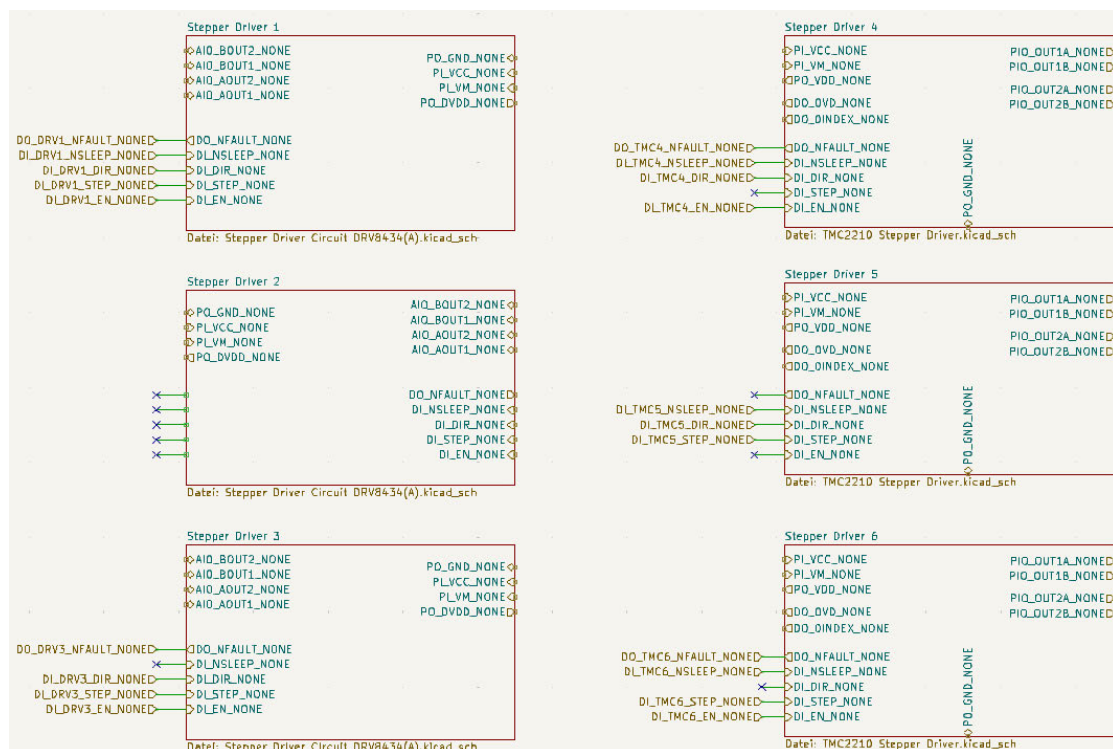 Stepper Driver 1
AIO_BOUT2_NONE
AIO_BOUT1_NONE
AIO_AOUT2_NONE
AIO_AOUT1_NONE
PO_GND_NONE
PI_VCC_NONE
PI_VM_NONE
PO_DVDD_NONE
DO_DRV1_NFAULT_NONE DO_NFAULT_NONE
DI_DRV1_NSLEEP_NONE DI_NSLEEP_NONE
DI_DRV1_DIR_NONE DI_DIR_NONE
DI_DRV1_STEP_NONE DI_STEP_NONE
DI_DRV1_EN_NONE DI_EN_NONE
Datei: Stepper Driver Circuit DRV8434(A).kicad_sch
Stepper Driver 2
PO_GND_NONE
PI_VCC_NONE
PI_VM_NONE
PO_DVDD_NONE
AIO_BOUT2_NONE
AIO_BOUT1_NONE
AIO_AOUT2_NONE
AIO_AOUT1_NONE
DO_NFAULT_NONE
DI_NSLEEP_NONE
DI_DIR_NONE
DI_STEP_NONE
DI_EN_NONE
Datei: Stepper Driver Circuit DRV8434(A).kicad_sch
Stepper Driver 3
AIO_BOUT2_NONE
AIO_BOUT1_NONE
AIO_AOUT2_NONE
AIO_AOUT1_NONE
PO_GND_NONE
PI_VCC_NONE
PI_VM_NONE
PO_DVDD_NONE
DO_DRV3_NFAULT_NONE DO_NFAULT_NONE
DI_NSLEEP_NONE
DI_DRV3_DIR_NONE DI_DIR_NONE
DI_DRV3_STEP_NONE DI_STEP_NONE
DI_DRV3_EN_NONE DI_EN_NONE
Datei: Stepper Driver Circuit DRV8434(A).kicad_sch
Stepper Driver 4
PI_VCC_NONE
PI_VM_NONE
PO_VDD_NONE
DO_OVD_NONE
DO_OINDEX_NONE
PIO_OUT1A_NONE
PIO_OUT1B_NONE
PIO_OUT2A_NONE
PIO_OUT2B_NONE
DO_TMC4_NFAULT_NONE DO_NFAULT_NONE
DI_TMC4_NSLEEP_NONE DI_NSLEEP_NONE
DI_TMC4_DIR_NONE DI_DIR_NONE
DI_STEP_NONE
DI_TMC4_EN_NONE DI_EN_NONE
PO_GND_NONE
Datei: TMC2210 Stepper Driver.kicad_sch
Stepper Driver 5
PI_VCC_NONE
PI_VM_NONE
PO_VDD_NONE
DO_OVD_NONE
DO_OINDEX_NONE
PIO_OUT1A_NONE
PIO_OUT1B_NONE
PIO_OUT2A_NONE
PIO_OUT2B_NONE
DO_NFAULT_NONE
DI_TMC5_NSLEEP_NONE DI_NSLEEP_NONE
DI_TMC5_DIR_NONE DI_DIR_NONE
DI_TMC5_STEP_NONE DI_STEP_NONE
DI_EN_NONE
PO_GND_NONE
Datei: TMC2210 Stepper Driver.kicad_sch
Stepper Driver 6
PI_VCC_NONE
PI_VM_NONE
PO_VDD_NONE
DO_OVD_NONE
DO_OINDEX_NONE
PIO_OUT1A_NONE
PIO_OUT1B_NONE
PIO_OUT2A_NONE
PIO_OUT2B_NONE
DO_TMC6_NFAULT_NONE DO_NFAULT_NONE
DI_TMC6_NSLEEP_NONE DI_NSLEEP_NONE
DI_DIR_NONE
DI_TMC6_STEP_NONE DI_STEP_NONE
DI_TMC6_EN_NONE DI_EN_NONE
PO_GND_NONE
Datei: TMC2210 Stepper Driver.kicad_sch